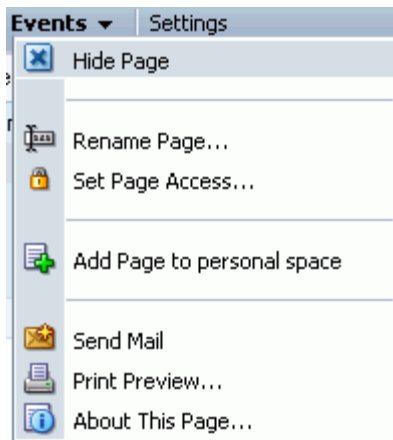 Events Settings
Hide Page
Rename Page...
Set Page Access...
Add Page to personal space
Send Mail
Print Preview...
About This Page...